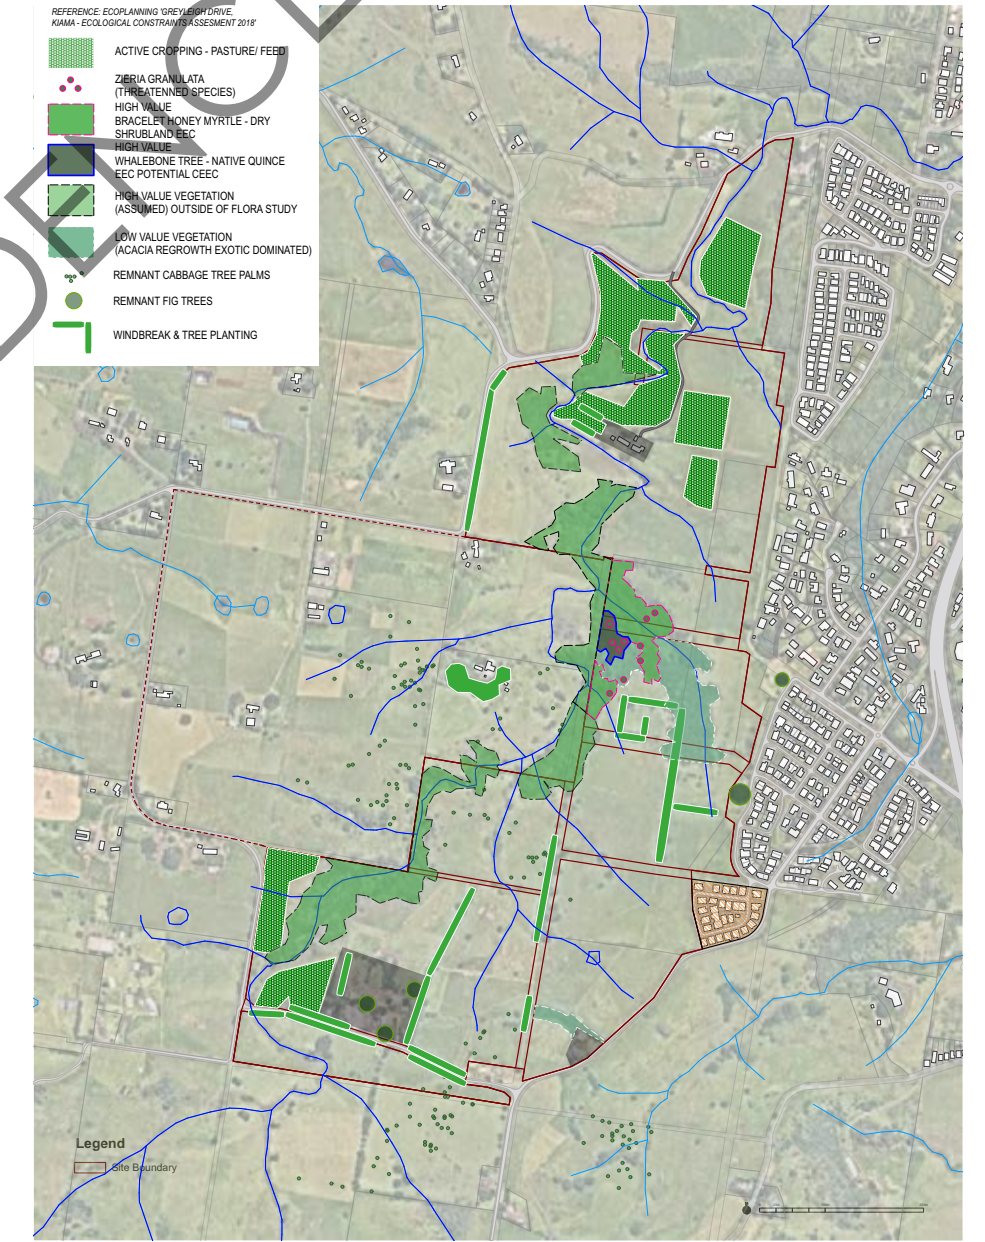 REFERENCE: ECOPLANNING 'GREYLEIGH DRIVE,
KIAMA - ECOLOGICAL CONSTRAINTS ASSESMENT 2018'
ACTIVE CROPPING - PASTURE/ FEED
ZIERIA GRANULATA
(THREATENNED SPECIES)
HIGH VALUE
BRACELET HONEY MYRTLE - DRY
SHRUBLAND EEC
HIGH VALUE
WHALEBONE TREE - NATIVE QUINCE
EEC POTENTIAL CEEC
HIGH VALUE VEGETATION
(ASSUMED) OUTSIDE OF FLORA STUDY
LOW VALUE VEGETATION
(ACACIA REGROWTH EXOTIC DOMINATED)
REMNANT CABBAGE TREE PALMS
REMNANT FIG TREES
WINDBREAK & TREE PLANTING
Legend
Site Boundary